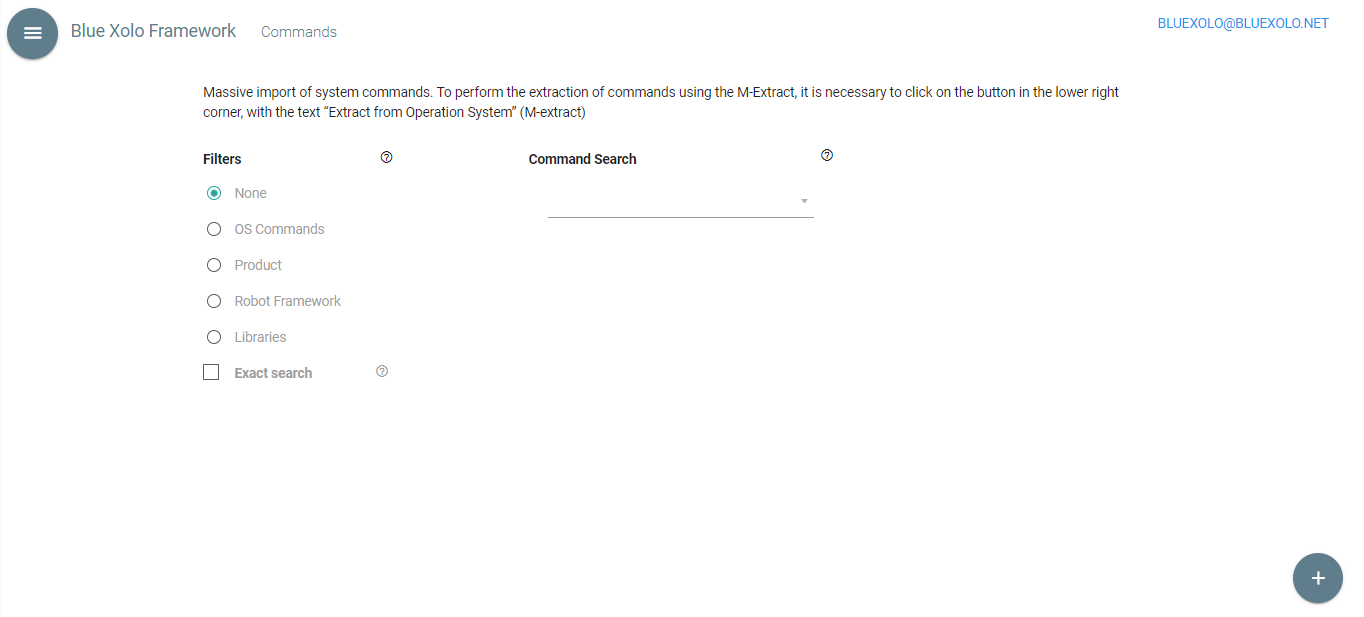 Blue Xolo Framework Commands BLUEXOLO@BLUEXOLO.NET
Massive import of system commands. To perform the extraction of commands using the M-Extract, it is necessary to click on the button in the lower right
corner, with the text “Extract from Operation System” (M-extract)
Filters Command Search
None
OS Commands
Product
Robot Framework
Libraries
Exact search